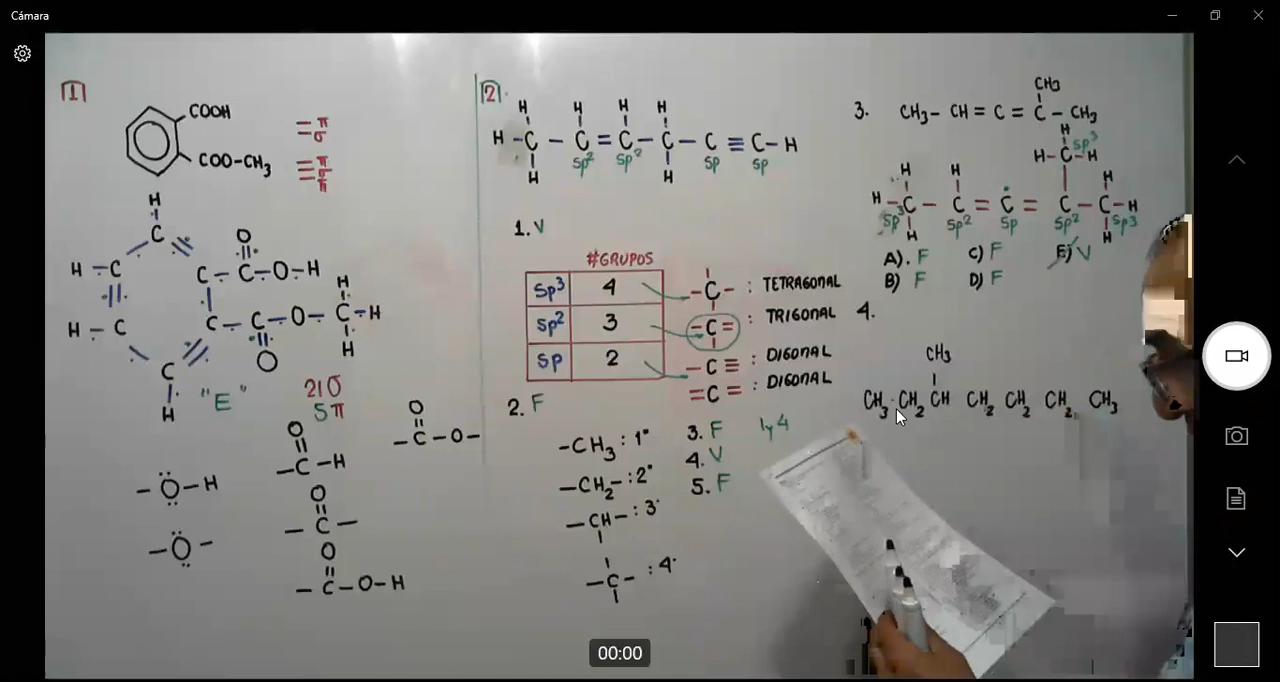 Cámara
1
COOH
COO-CH3
= π
σ
≡ π
σ
π
H
C
O
H - C
C - C - O - H
H
H - C
C - C - O - C - H
H
C
O
H
"E"
21σ
5π
O
- C - O -
O
- C - H
- O - H
O
- C -
- O -
O
- C - O - H
2
H H H H
H - C - C = C - C - C ≡ C - H
Sp² Sp² Sp Sp
H H
1. V
#GRUPOS
Sp³ 4 - C - : TETRAGONAL
Sp² 3 - C = : TRIGONAL
Sp 2 - C ≡ : DIGONAL
= C = : DIGONAL
2. F
-CH3 : 1°
-CH2- : 2°
-CH- : 3°
-C- : 4°
3. F 1y4
4. V
5. F
3.
CH3
CH3 - CH = C = C - CH3
H
Sp³
H - C - H
H H H
H - C - C = C = C - C - H
Sp³ Sp² Sp Sp² Sp3
H H
A). F C) F E) V
B) F D) F
4.
CH3
CH3 CH2 CH CH2 CH2 CH2 CH3
00:00